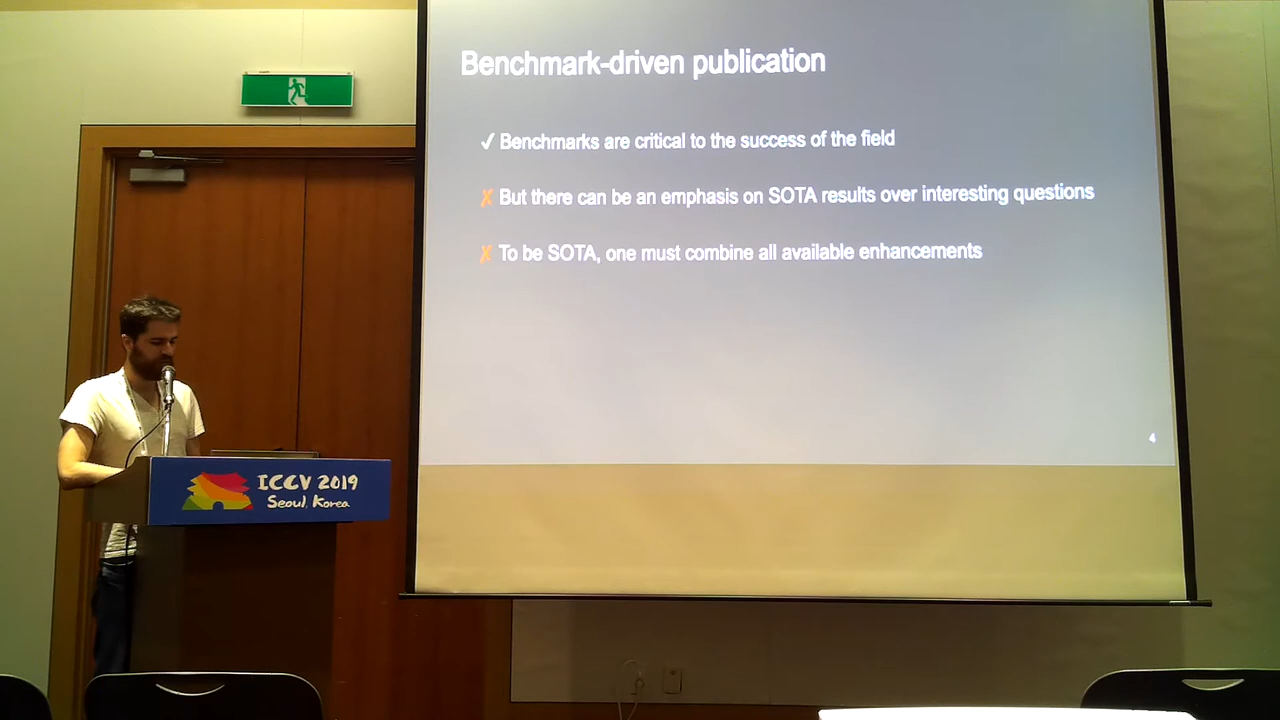 Benchmark-driven publication
✓ Benchmarks are critical to the success of the field
✗ But there can be an emphasis on SOTA results over interesting questions
✗ To be SOTA, one must combine all available enhancements
4
ICCV 2019
Seoul, Korea